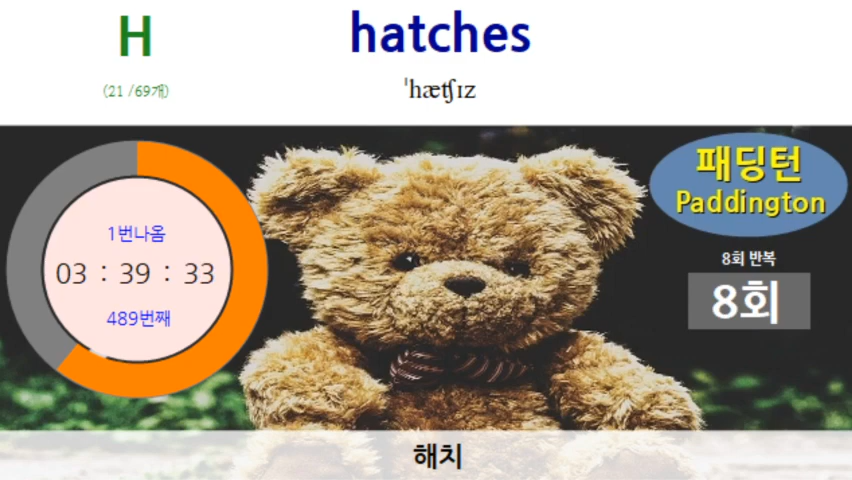 H
(21 /69개)
hatches
ˈhætʃɪz
1번나옴
03 : 39 : 33
489번째
패딩턴
Paddington
8회 반복
8회
해치